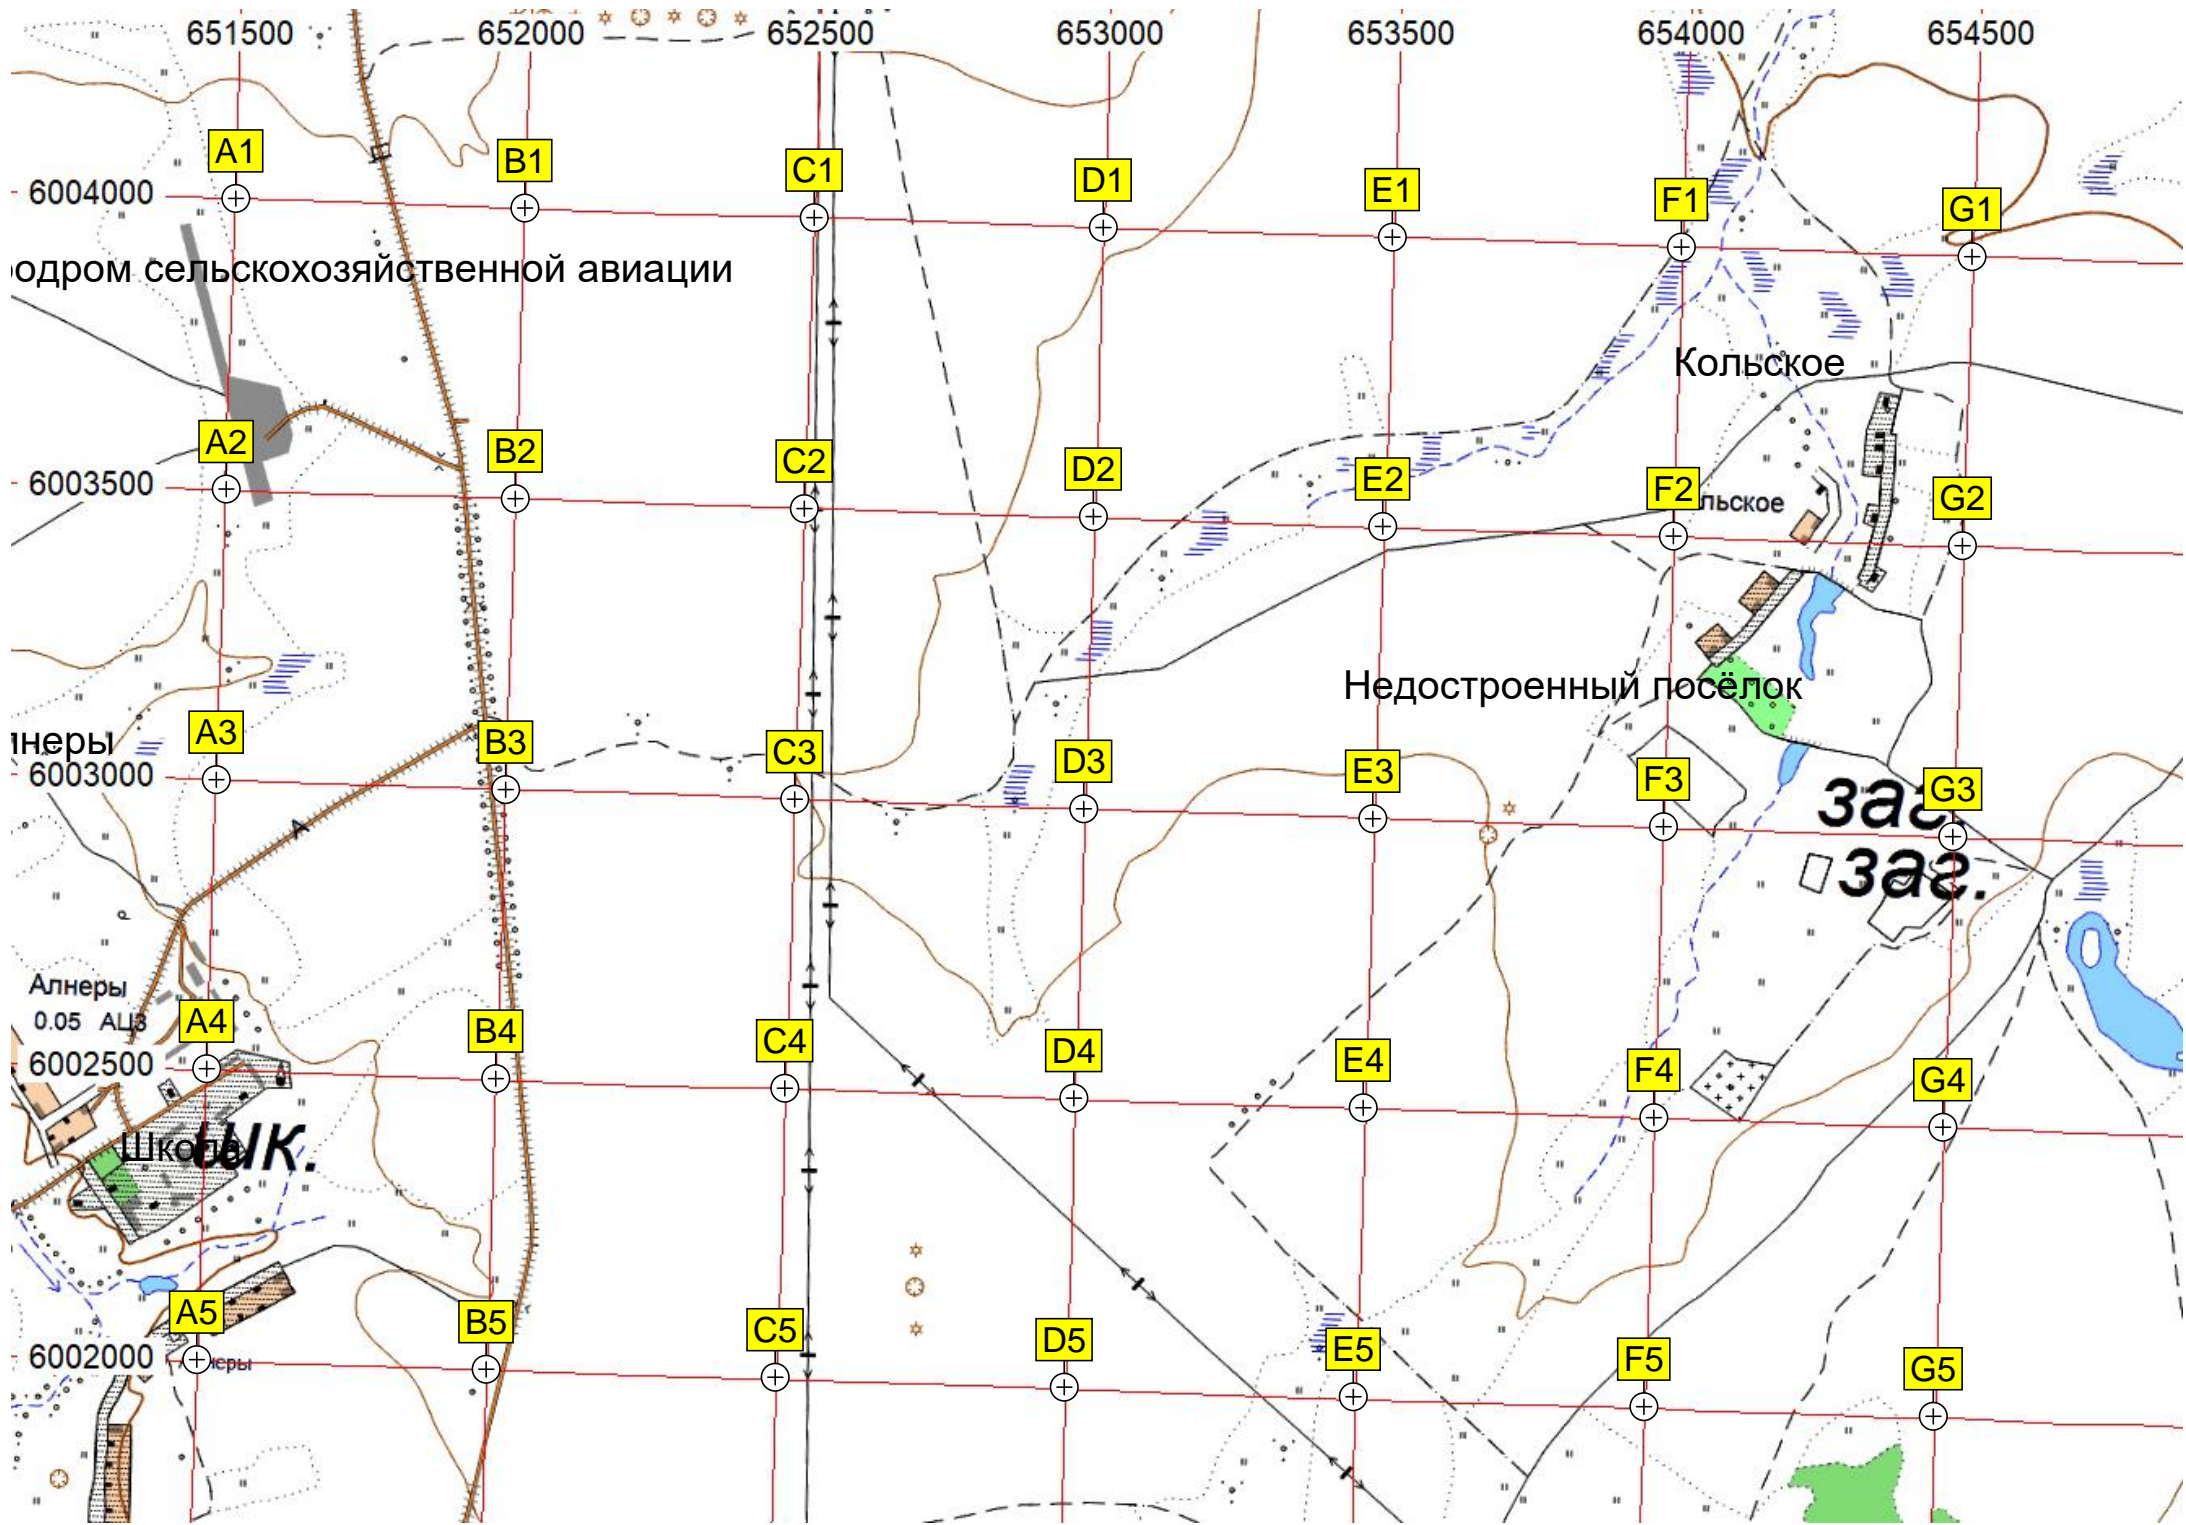 651500 652000 652500 653000 653500 654000 654500
A1 B1 C1 D1 E1 F1 G1
6004000
одром сельскохозяйственной авиации
Кольское
A2 B2 C2 D2 E2 F2 G2
6003500
льское
Недостроенный посёлок
A3 B3 C3 D3 E3 F3 G3
неры
6003000
заг.
заг.
A
Алнеры
0.05 АЦЗ
A4 B4 C4 D4 E4 F4 G4
6002500
Школа
ык.
A5 B5 C5 D5 E5 F5 G5
6002000
неры